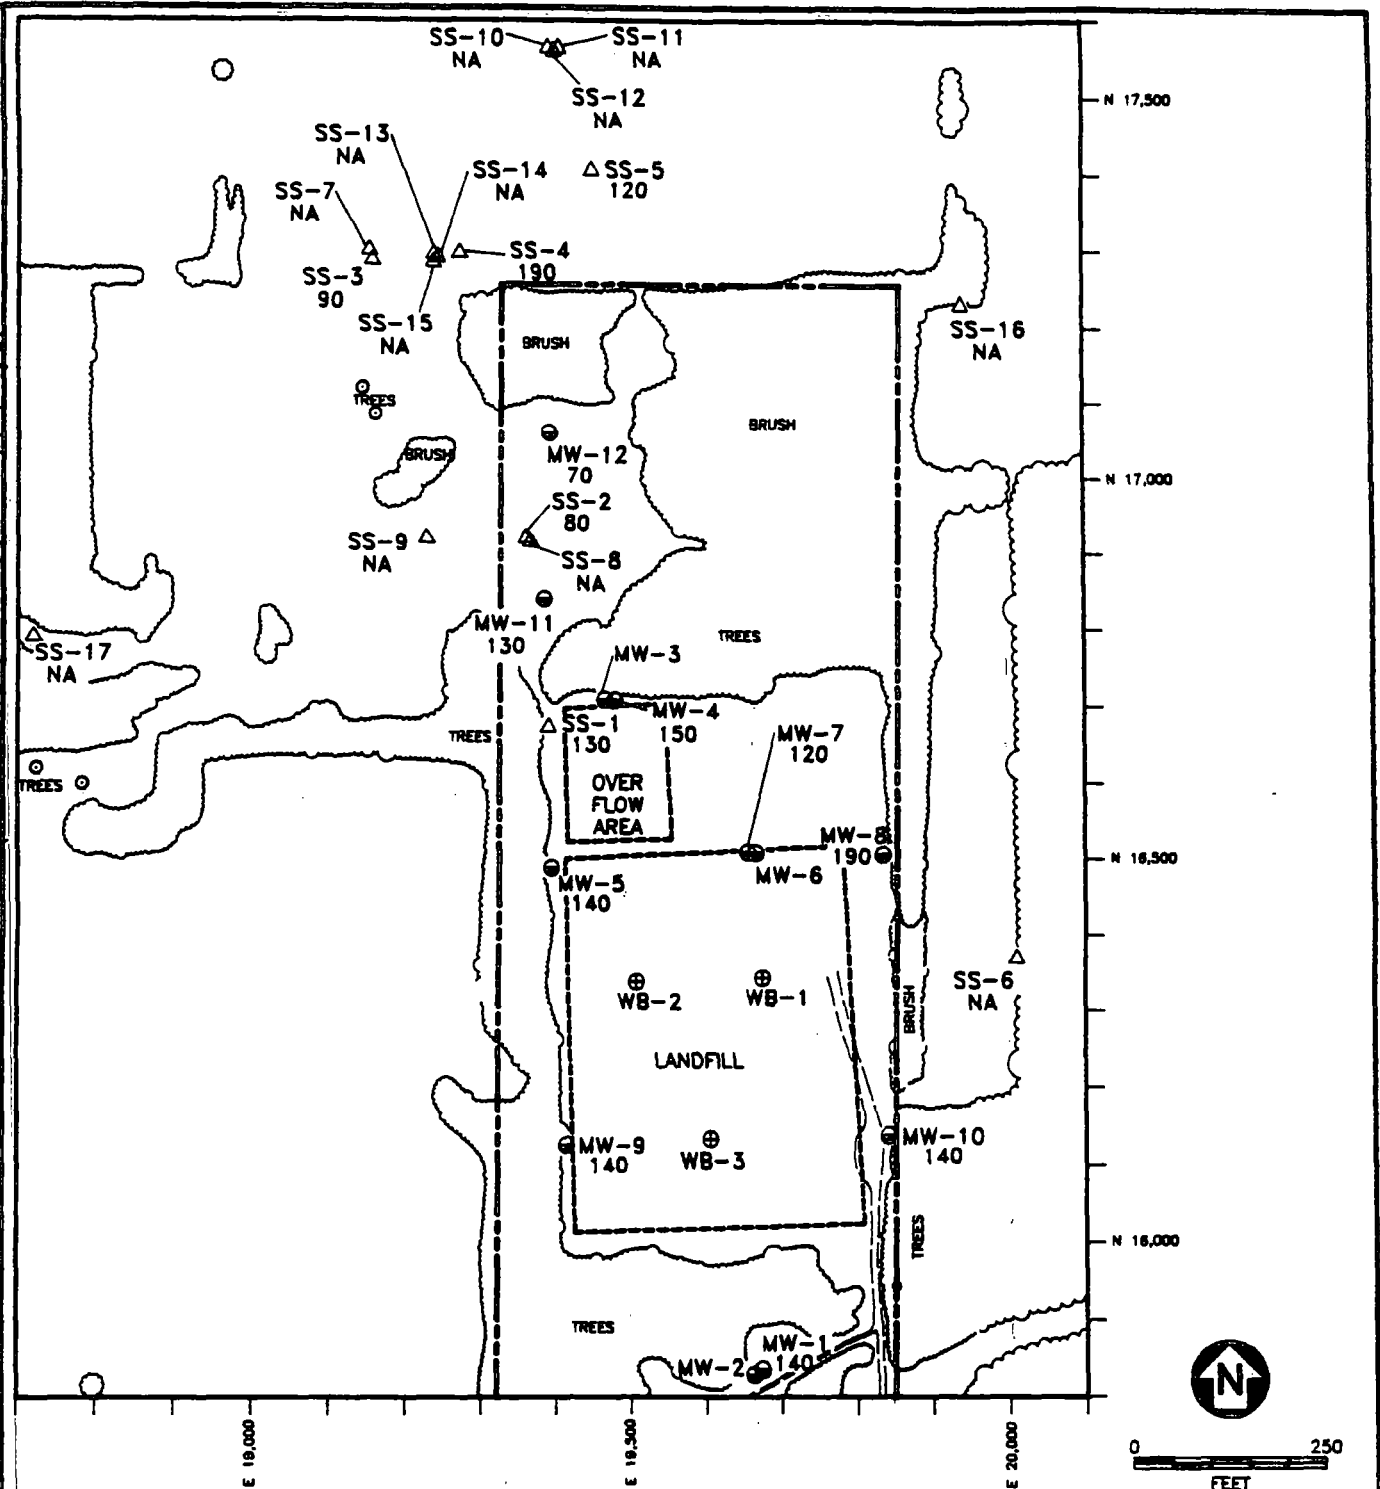 SS-10
NA
SS-11
NA
SS-12
NA
N 17,500
SS-13
NA
SS-14
NA
SS-5
120
SS-7
NA
SS-4
190
SS-3
90
SS-15
NA
SS-16
NA
BRUSH
TREES
BRUSH
BRUSH
MW-12
70
N 17,000
SS-2
80
SS-9
NA
SS-8
NA
MW-11
130
TREES
SS-17
NA
MW-3
MW-4
150
SS-1
130
MW-7
120
TREES
TREES
OVER
FLOW
AREA
MW-8
190
N 16,500
MW-5
140
MW-6
SS-6
NA
WB-2
WB-1
BRUSH
LANDFILL
MW-9
140
WB-3
MW-10
140
TREES
N 16,000
TREES
MW-1
140
MW-2
N
E 19,000
E 19,500
E 20,000
0 250
FEET